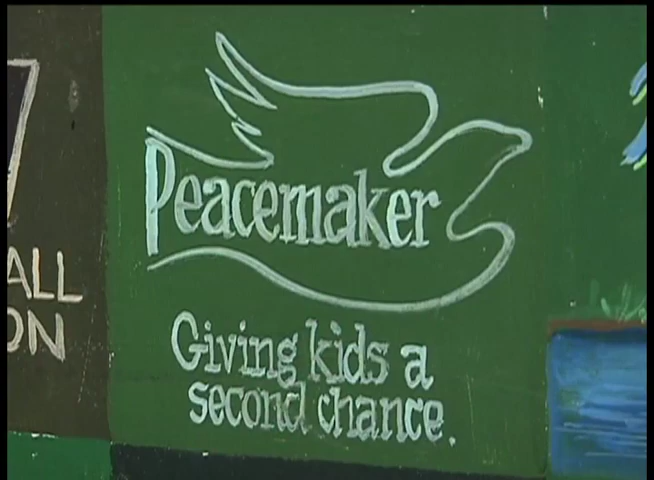 Peacemaker
Giving kids a
second chance.
ALL
ON